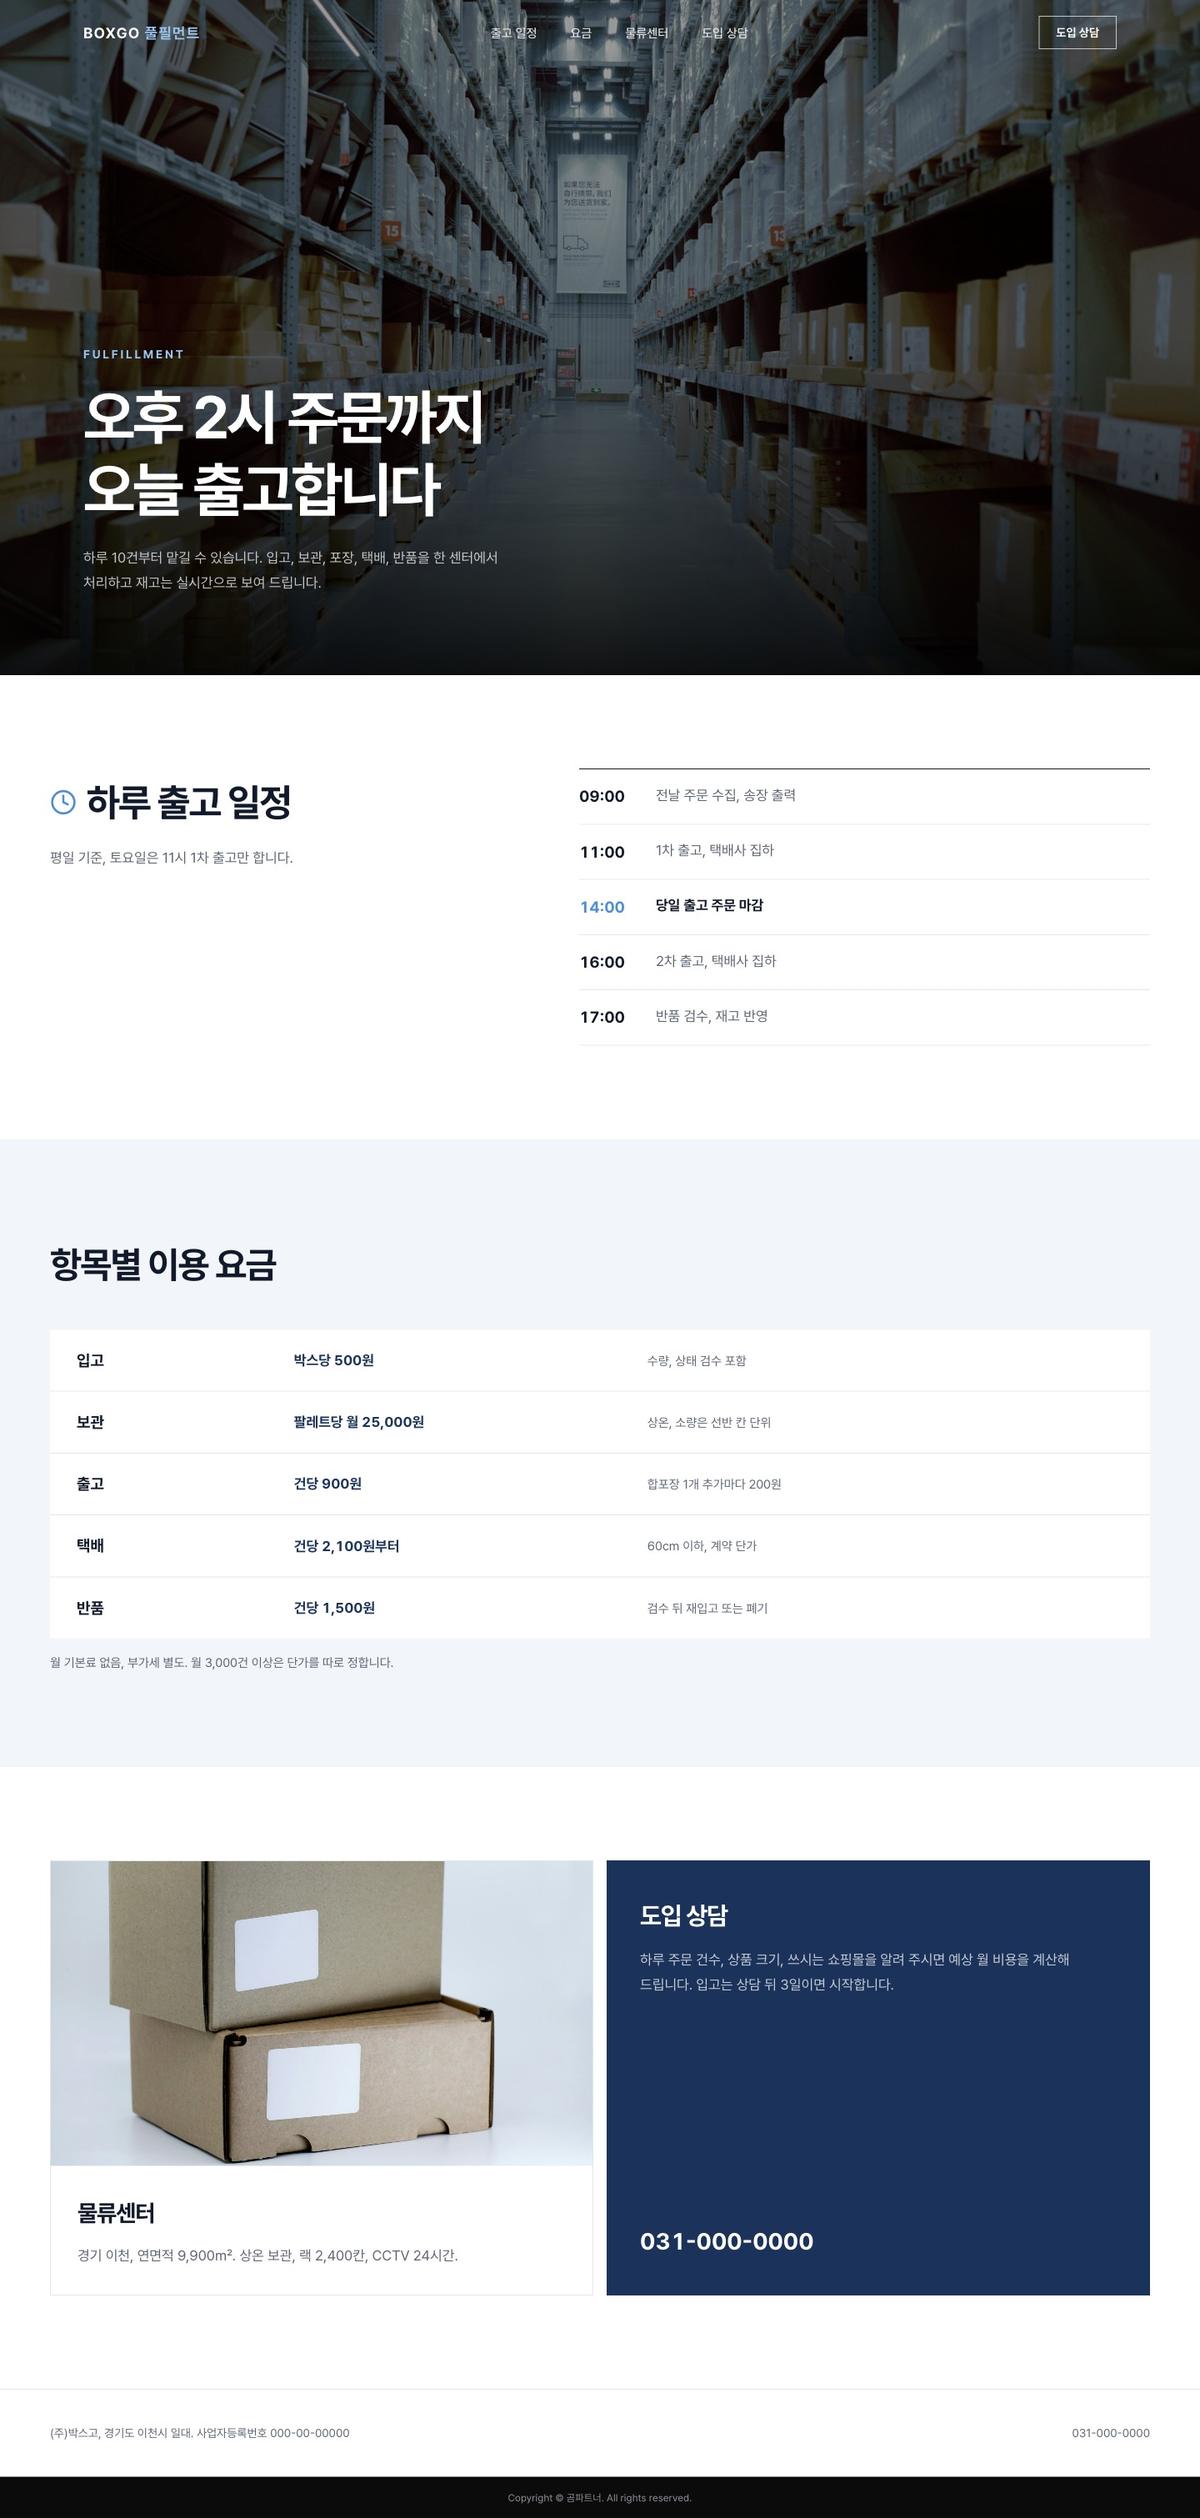 BOXGO 풀필먼트
출고 일정
요금
물류센터
도입 상담
도입 상담
如果您无法
自行提货, 我们
为您送货到家。
15
13
FULFILLMENT
오후 2시 주문까지
오늘 출고합니다
하루 10건부터 맡길 수 있습니다. 입고, 보관, 포장, 택배, 반품을 한 센터에서
처리하고 재고는 실시간으로 보여 드립니다.
하루 출고 일정
평일 기준, 토요일은 11시 1차 출고만 합니다.
09:00 전날 주문 수집, 송장 출력
11:00 1차 출고, 택배사 집하
14:00 당일 출고 주문 마감
16:00 2차 출고, 택배사 집하
17:00 반품 검수, 재고 반영
항목별 이용 요금
입고 박스당 500원 수량, 상태 검수 포함
보관 팔레트당 월 25,000원 상온, 소량은 선반 칸 단위
출고 건당 900원 합포장 1개 추가마다 200원
택배 건당 2,100원부터 60cm 이하, 계약 단가
반품 건당 1,500원 검수 뒤 재입고 또는 폐기
월 기본료 없음, 부가세 별도. 월 3,000건 이상은 단가를 따로 정합니다.
도입 상담
하루 주문 건수, 상품 크기, 쓰시는 쇼핑몰을 알려 주시면 예상 월 비용을 계산해
드립니다. 입고는 상담 뒤 3일이면 시작합니다.
031-000-0000
물류센터
경기 이천, 연면적 9,900m². 상온 보관, 랙 2,400칸, CCTV 24시간.
(주)박스고, 경기도 이천시 일대. 사업자등록번호 000-00-00000
031-000-0000
Copyright © 곰파트너. All rights reserved.